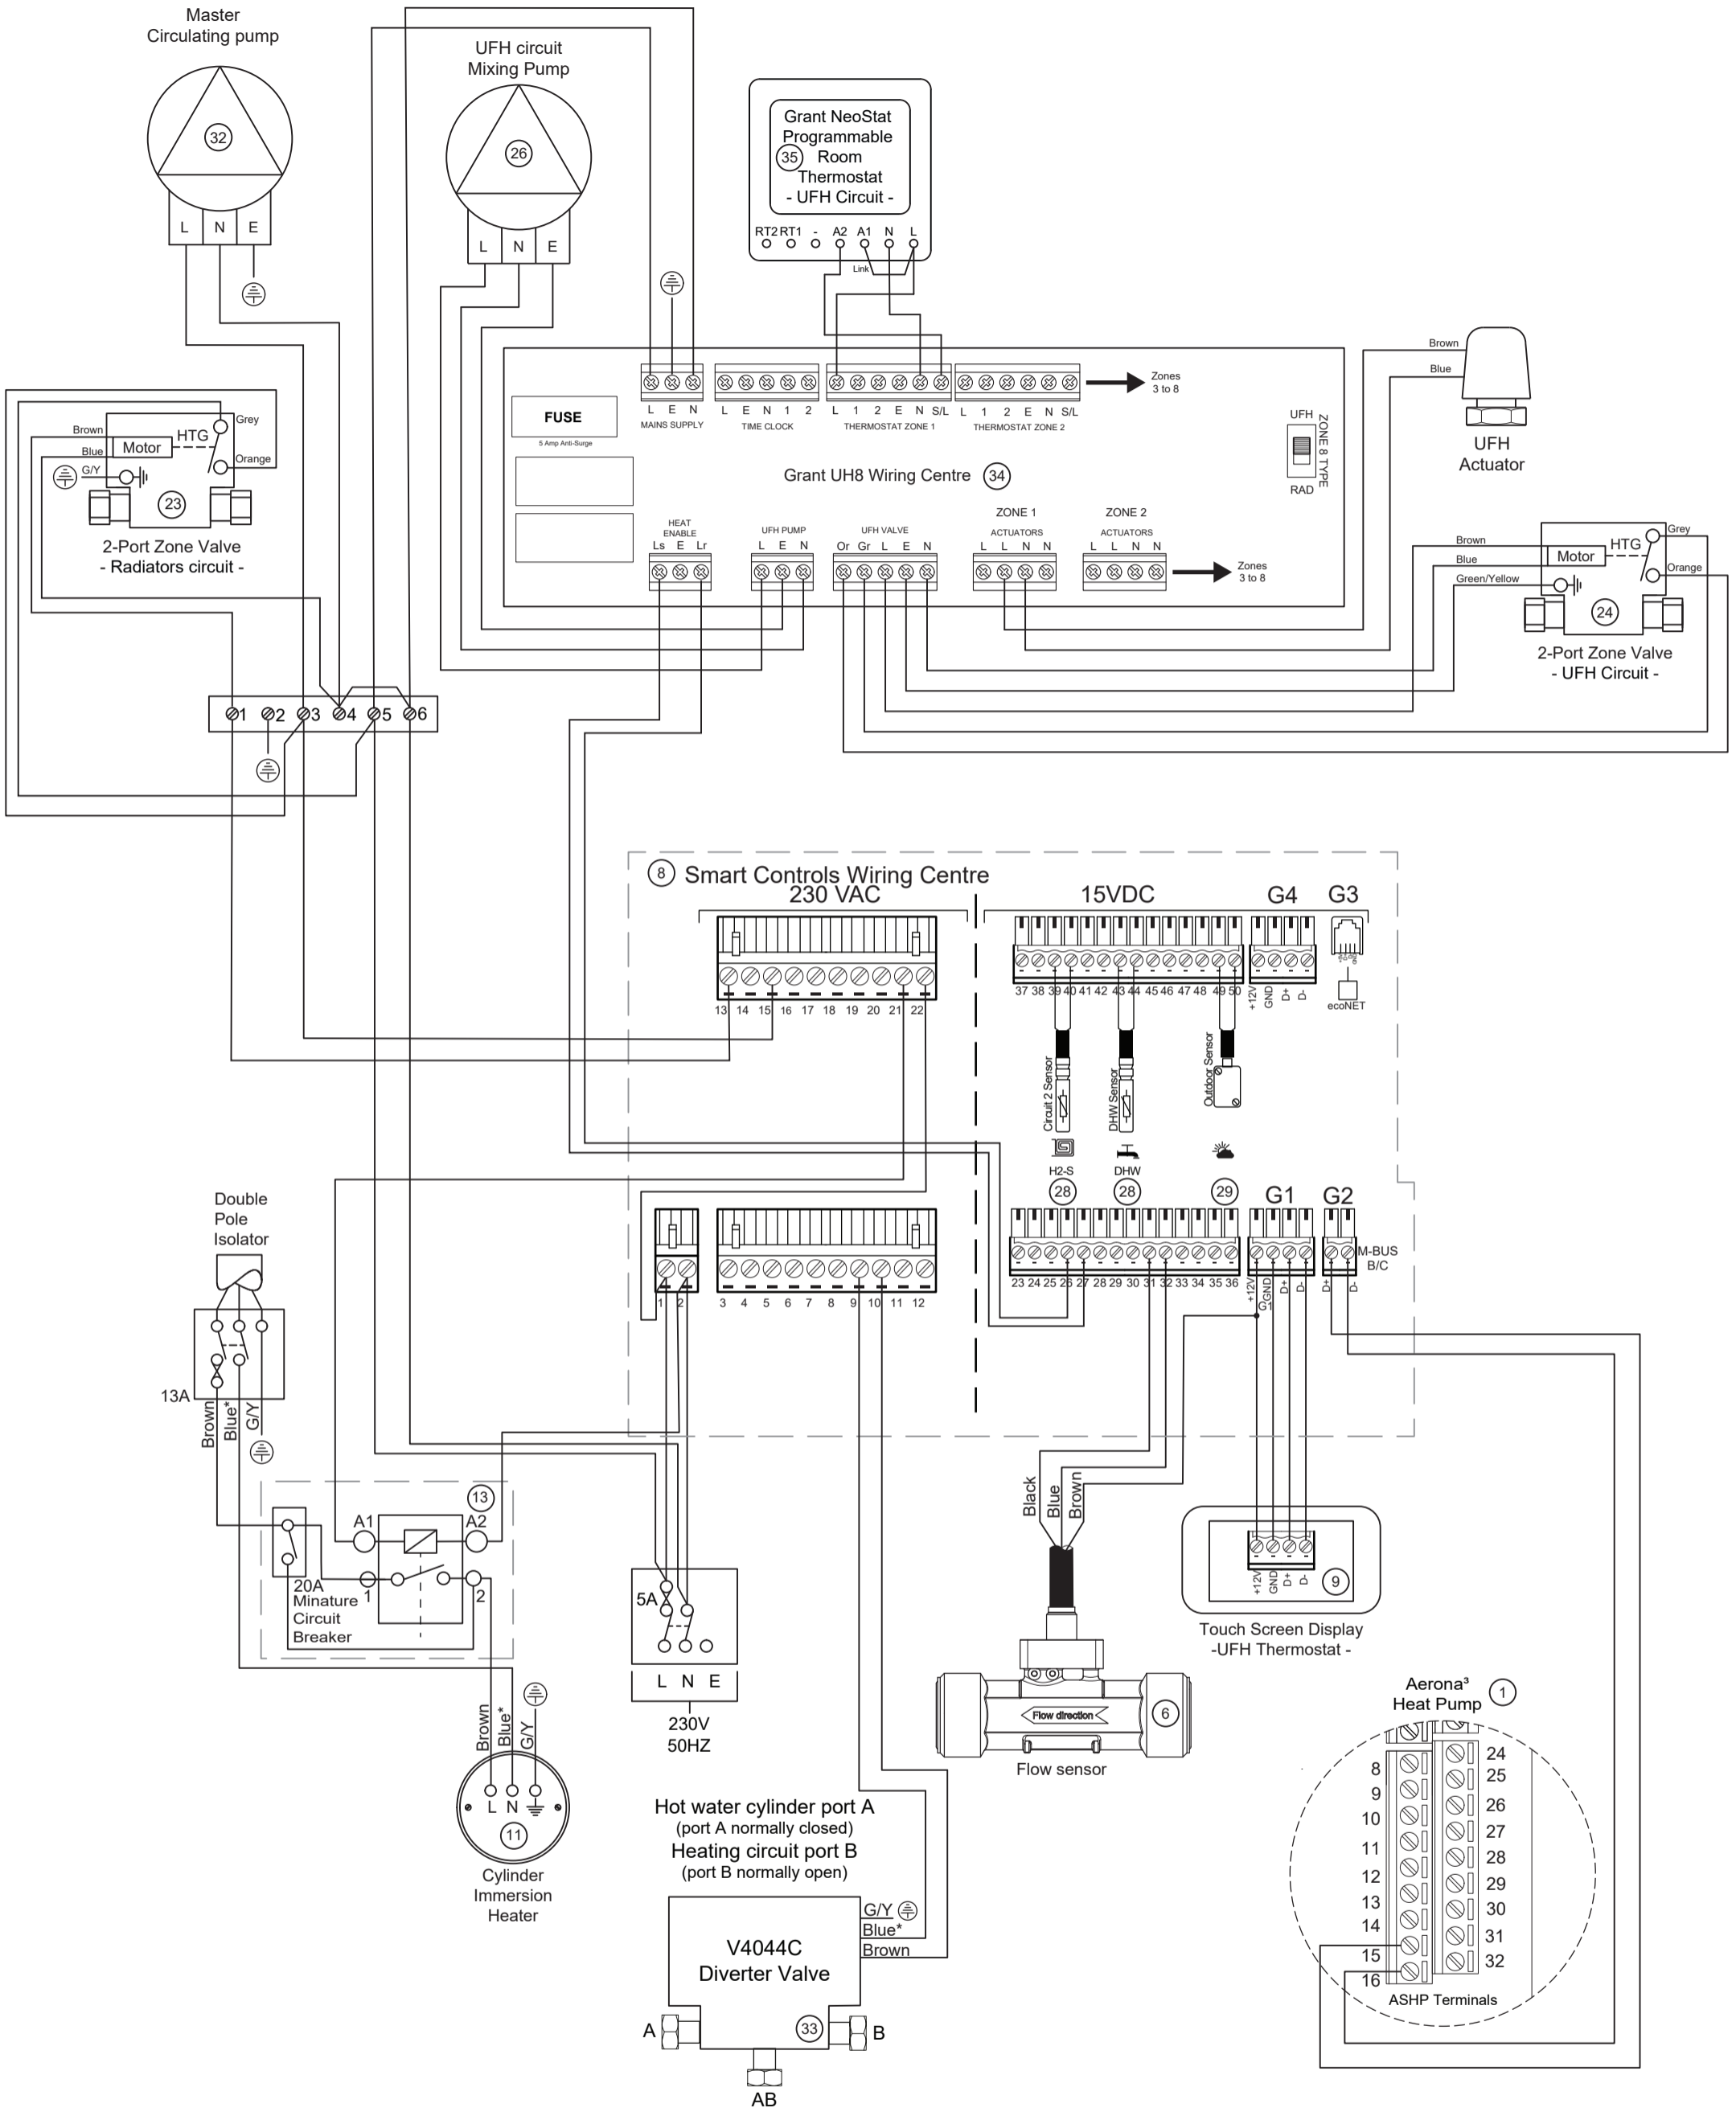 Master
Circulating pump
32
L N E
UFH circuit
Mixing Pump
26
L N E
Grant NeoStat
Programmable
35 Room
Thermostat
- UFH Circuit -
RT2 RT1 - A2 A1 N L
Link
Brown
Blue
UFH
Actuator
FUSE
5 Amp Anti-Surge
L E N
MAINS SUPPLY
L E N 1 2
TIME CLOCK
L 1 2 E N S/L
THERMOSTAT ZONE 1
L 1 2 E N S/L
THERMOSTAT ZONE 2
Zones
3 to 8
Grant UH8 Wiring Centre 34
UFH
ZONE 8 TYPE
RAD
HEAT
ENABLE
Ls E Lr
UFH PUMP
L E N
UFH VALVE
Or Gr L E N
ZONE 1
ACTUATORS
L L N N
ZONE 2
ACTUATORS
L L N N
Zones
3 to 8
Grey
Brown
HTG
Motor
Blue
Orange
G/Y
23
2-Port Zone Valve
- Radiators circuit -
Grey
Brown
HTG
Blue
Motor
Orange
Green/Yellow
24
2-Port Zone Valve
- UFH Circuit -
1 2 3 4 5 6
8 Smart Controls Wiring Centre
230 VAC
15VDC
G4
G3
13 14 15 16 17 18 19 20 21 22
37 38 39 40 41 42 43 44 45 46 47 48 49 50
+12V GND D+ D-
ecoNET
Circuit 2 Sensor
DHW Sensor
Outdoor Sensor
H2-S
DHW
28
28
29
G1
G2
M-BUS
B/C
1 2
3 4 5 6 7 8 9 10 11 12
23 24 25 26 27 28 29 30 31 32 33 34 35 36
+12V GND D+ D-
G1
D+ D-
Double
Pole
Isolator
13A
Brown
Blue*
G/Y
13
A1
A2
1
2
20A
Minature
Circuit
Breaker
Brown
Blue*
G/Y
L N
11
Cylinder
Immersion
Heater
5A
L N E
230V
50HZ
Black
Blue
Brown
Flow direction
6
Flow sensor
+12V GND D+ D-
9
Touch Screen Display
-UFH Thermostat -
Hot water cylinder port A
(port A normally closed)
Heating circuit port B
(port B normally open)
G/Y
Blue*
Brown
V4044C
Diverter Valve
33
A
B
AB
Aerona³
Heat Pump 1
8
9
10
11
12
13
14
15
16
24
25
26
27
28
29
30
31
32
ASHP Terminals